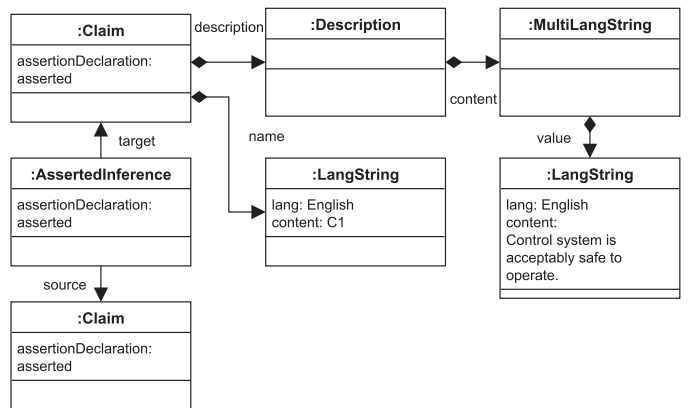 :Claim
assertionDeclaration:
asserted
description
:Description
content
:MultiLangString
target
name
value
:AssertedInference
assertionDeclaration:
asserted
:LangString
lang: English
content: C1
:LangString
lang: English
content:
Control system is
acceptably safe to
operate.
source
:Claim
assertionDeclaration:
asserted